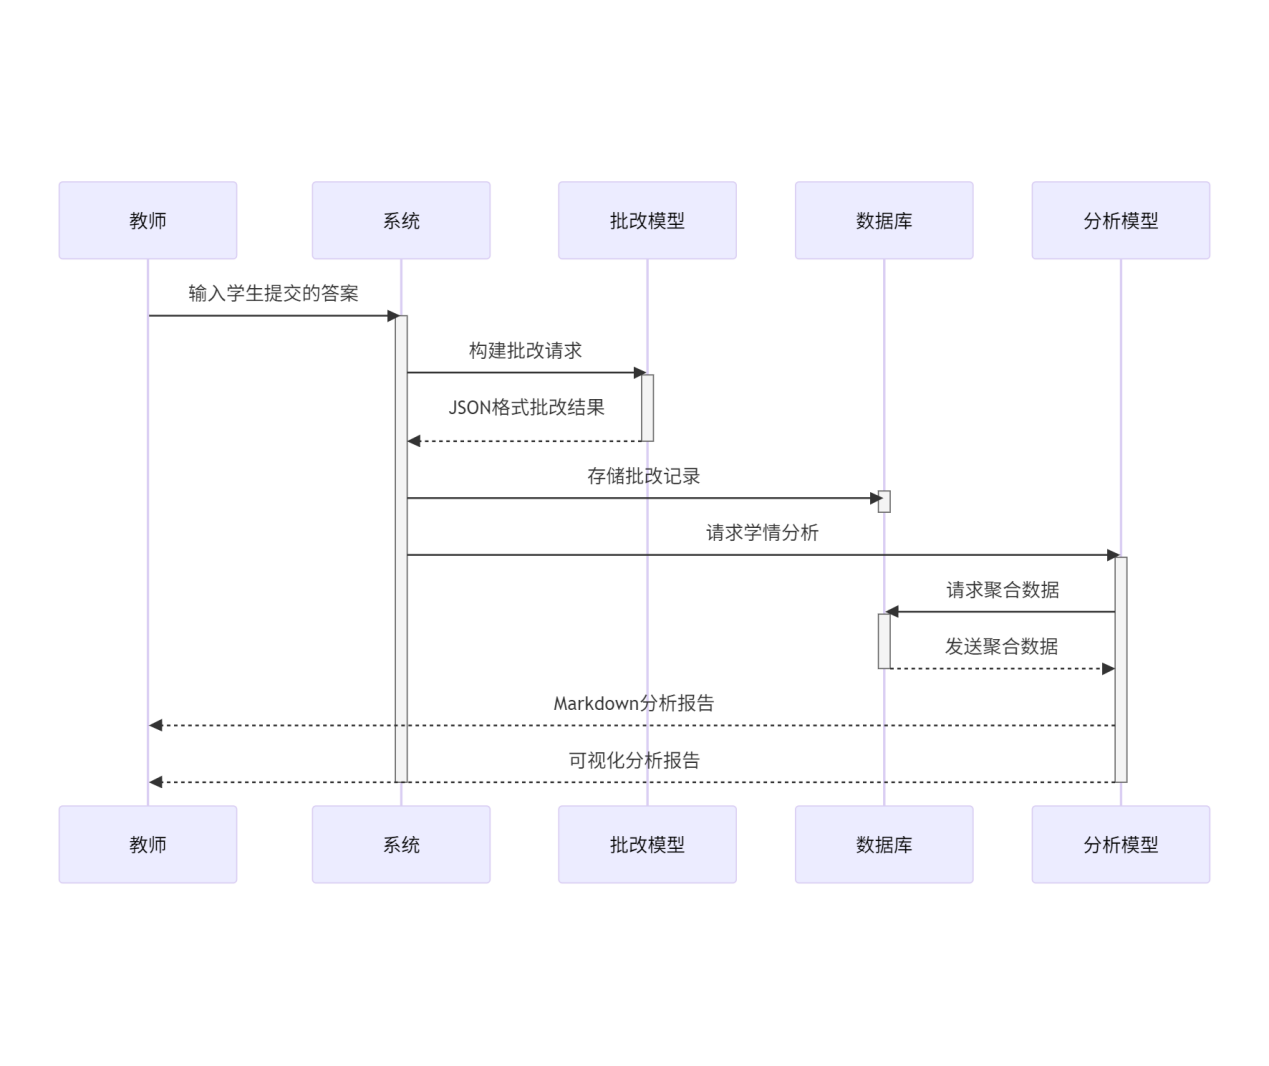 教师
系统
批改模型
数据库
分析模型
输入学生提交的答案
构建批改请求
JSON格式批改结果
存储批改记录
请求学情分析
请求聚合数据
发送聚合数据
Markdown分析报告
可视化分析报告
教师
系统
批改模型
数据库
分析模型